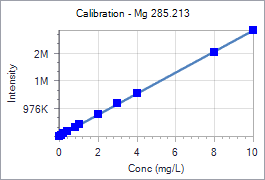 Calibration - Mg 285.213
Intensity
2M
1M
976K
0
2
4
6
8
10
Conc (mg/L)